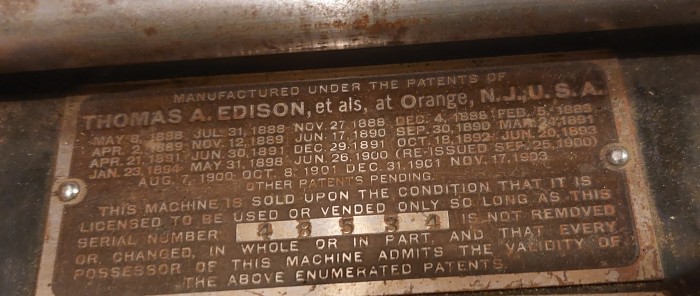 MANUFACTURED UNDER THE PATENTS OF
THOMAS A. EDISON, et als, at Orange, N.J., U.S.A.
MAY 8, 1888 JUL. 31, 1888 NOV. 27 1888 DEC. 4, 1888 FEB. 5, 1889
APR. 2, 1889 NOV. 12, 1889 JUN. 17, 1890 SEP. 30, 1890 MAR. 24, 1891
APR. 21, 1891 JUN. 30, 1891 DEC. 29, 1891 OCT. 18, 1892 JUN. 20, 1893
JAN. 23, 1894 MAY 31, 1898 JUN. 26, 1900 (RE-ISSUED SEP. 25, 1900)
AUG. 7, 1900 OCT. 8, 1901 DEC. 31, 1901 NOV. 17, 1903
OTHER PATENTS PENDING.
THIS MACHINE IS SOLD UPON THE CONDITION THAT IT IS
LICENSED TO BE USED OR VENDED ONLY SO LONG AS THIS
SERIAL NUMBER 48534 IS NOT REMOVED
OR, CHANGED, IN WHOLE OR IN PART, AND THAT EVERY
POSSESSOR OF THIS MACHINE ADMITS THE VALIDITY OF
THE ABOVE ENUMERATED PATENTS.